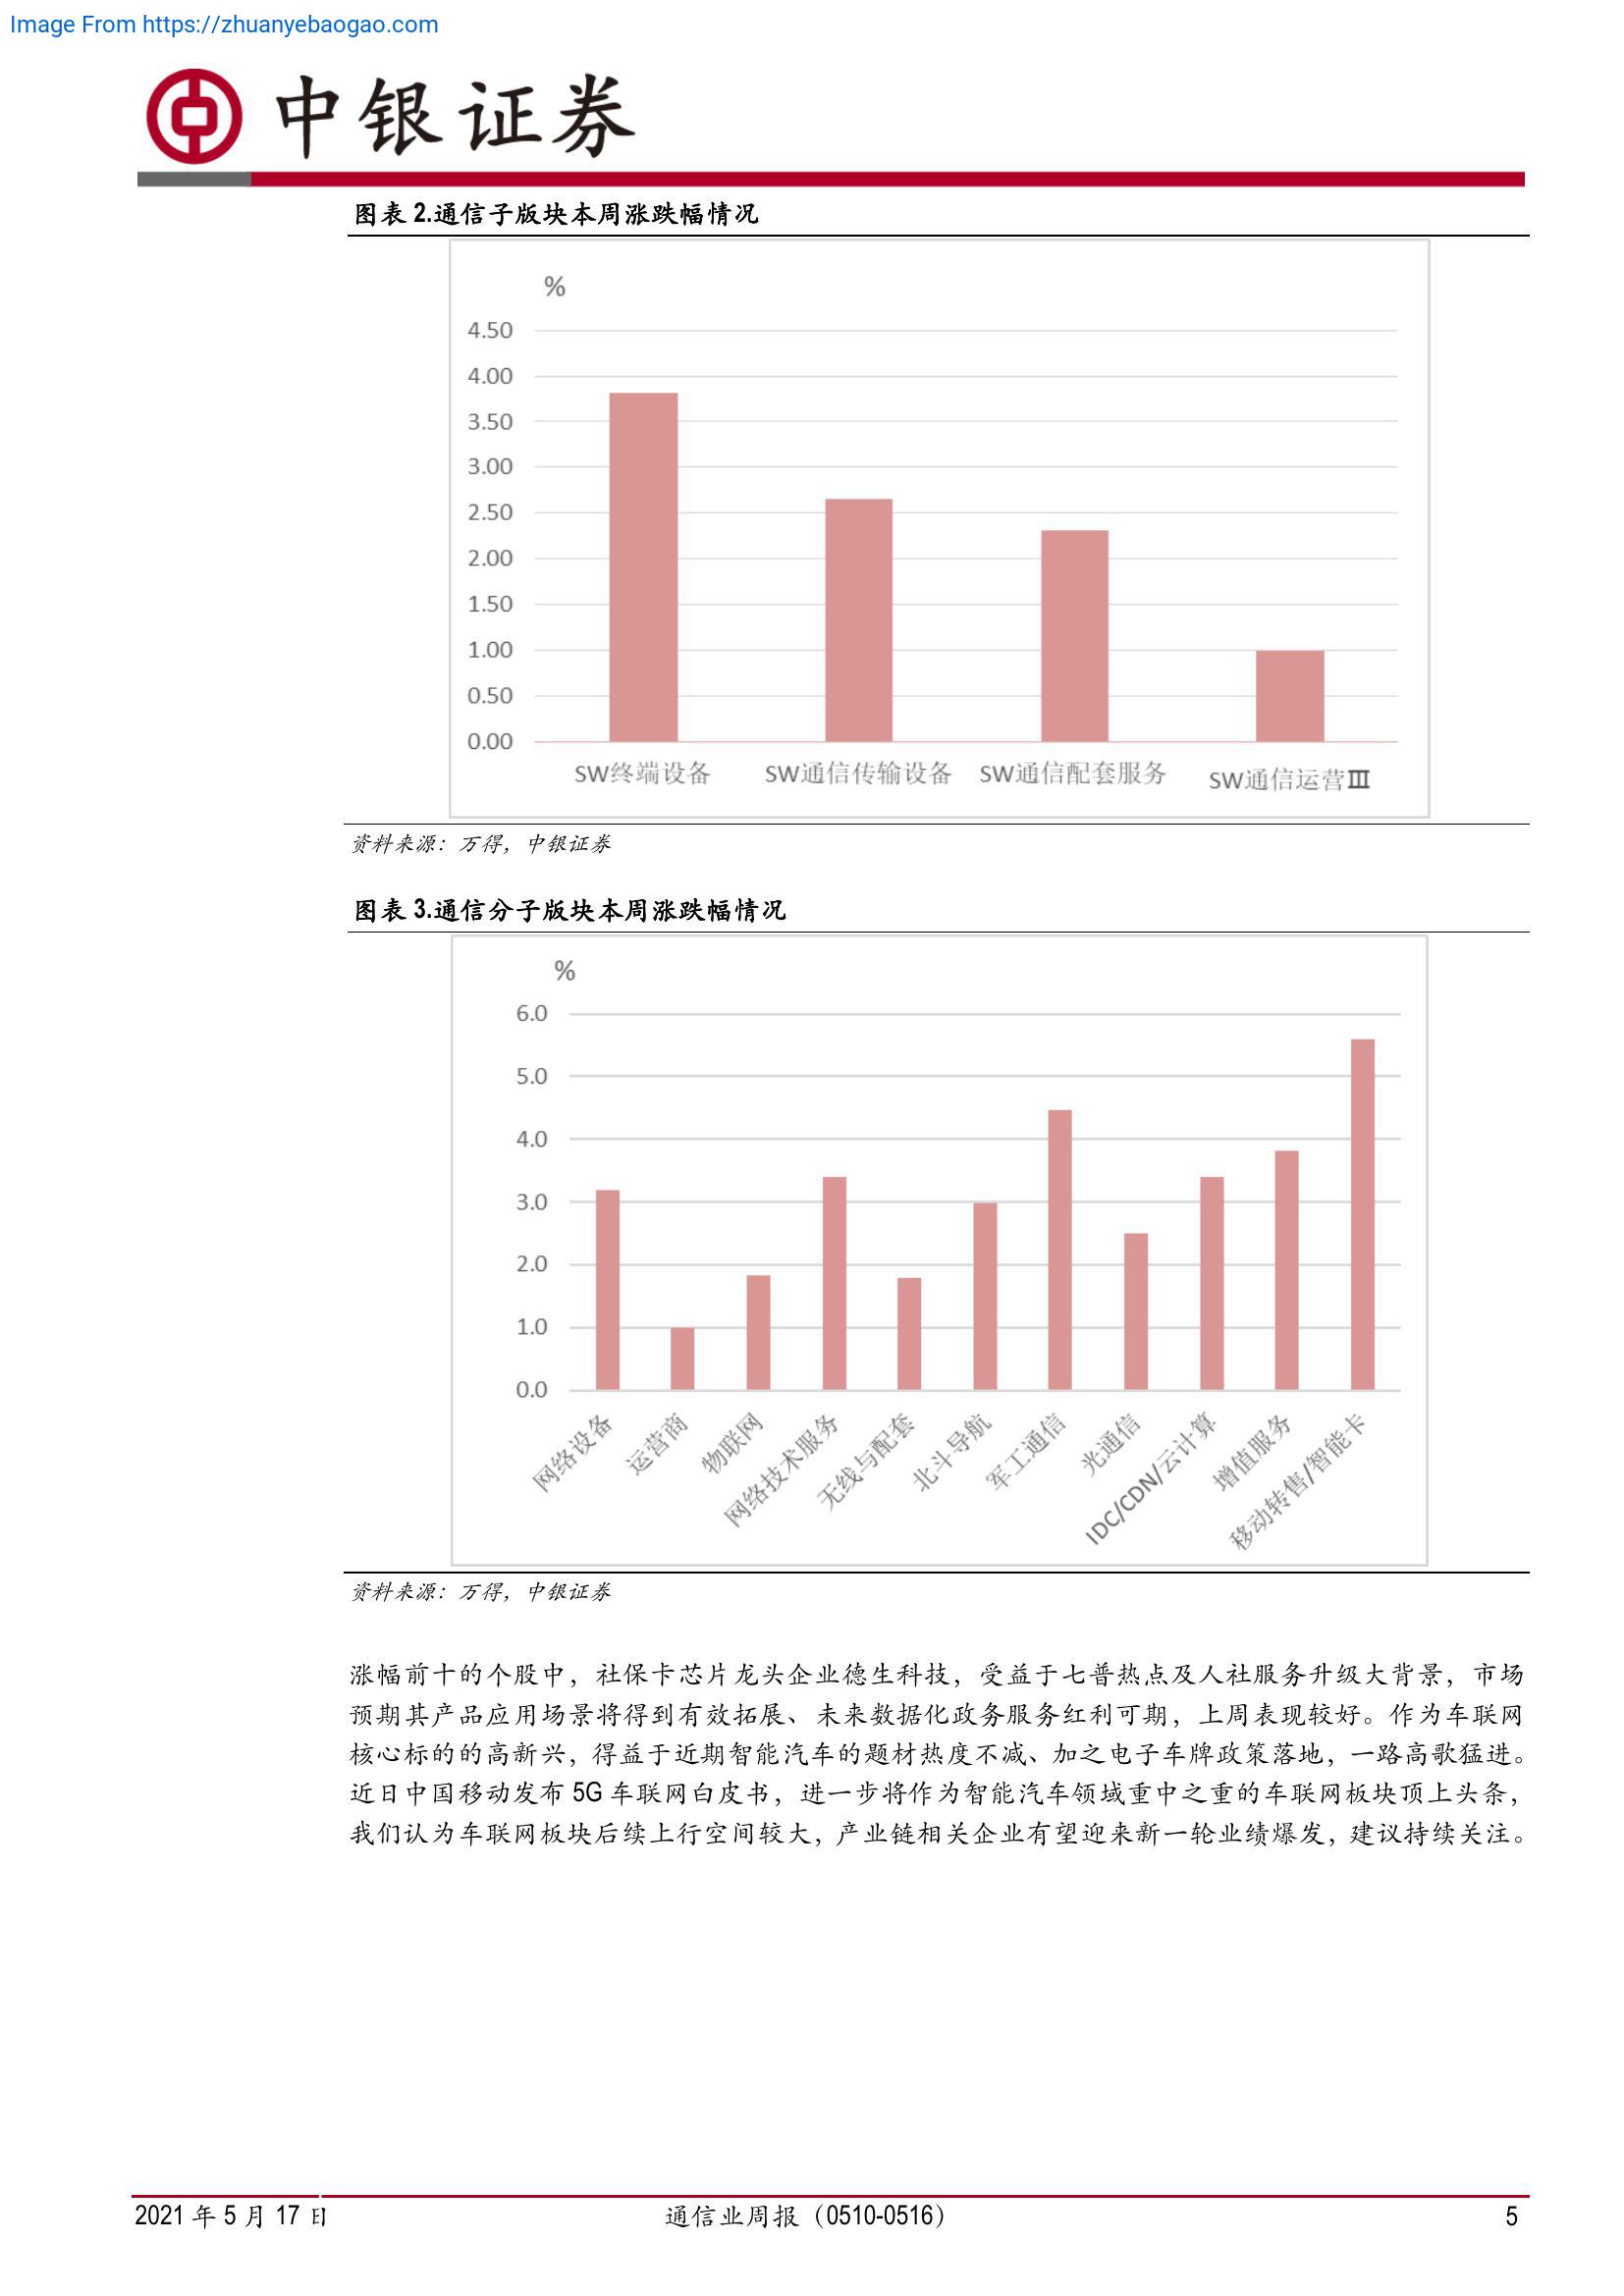 Image From https://zhuanyebaogao.com
中银证券
图表 2.通信子版块本周涨跌幅情况
%
4.50
4.00
3.50
3.00
2.50
2.00
1.50
1.00
0.50
0.00
SW终端设备 SW通信传输设备 SW通信配套服务 SW通信运营Ⅲ
资料来源：万得，中银证券
图表 3.通信分子版块本周涨跌幅情况
%
6.0
5.0
4.0
3.0
2.0
1.0
0.0
网络设备 运营商 物联网 网络技术服务 无线与配套 北斗导航 军工通信 光通信 IDC/CDN/云计算 增值服务 移动转售/智能卡
资料来源：万得，中银证券
涨幅前十的个股中，社保卡芯片龙头企业德生科技，受益于七普热点及人社服务升级大背景，市场
预期其产品应用场景将得到有效拓展、未来数据化政务服务红利可期，上周表现较好。作为车联网
核心标的的高新兴，得益于近期智能汽车的题材热度不减、加之电子车牌政策落地，一路高歌猛进。
近日中国移动发布 5G 车联网白皮书，进一步将作为智能汽车领域重中之重的车联网板块顶上头条，
我们认为车联网板块后续上行空间较大，产业链相关企业有望迎来新一轮业绩爆发，建议持续关注。
2021 年 5 月 17 日 通信业周报（0510-0516） 5